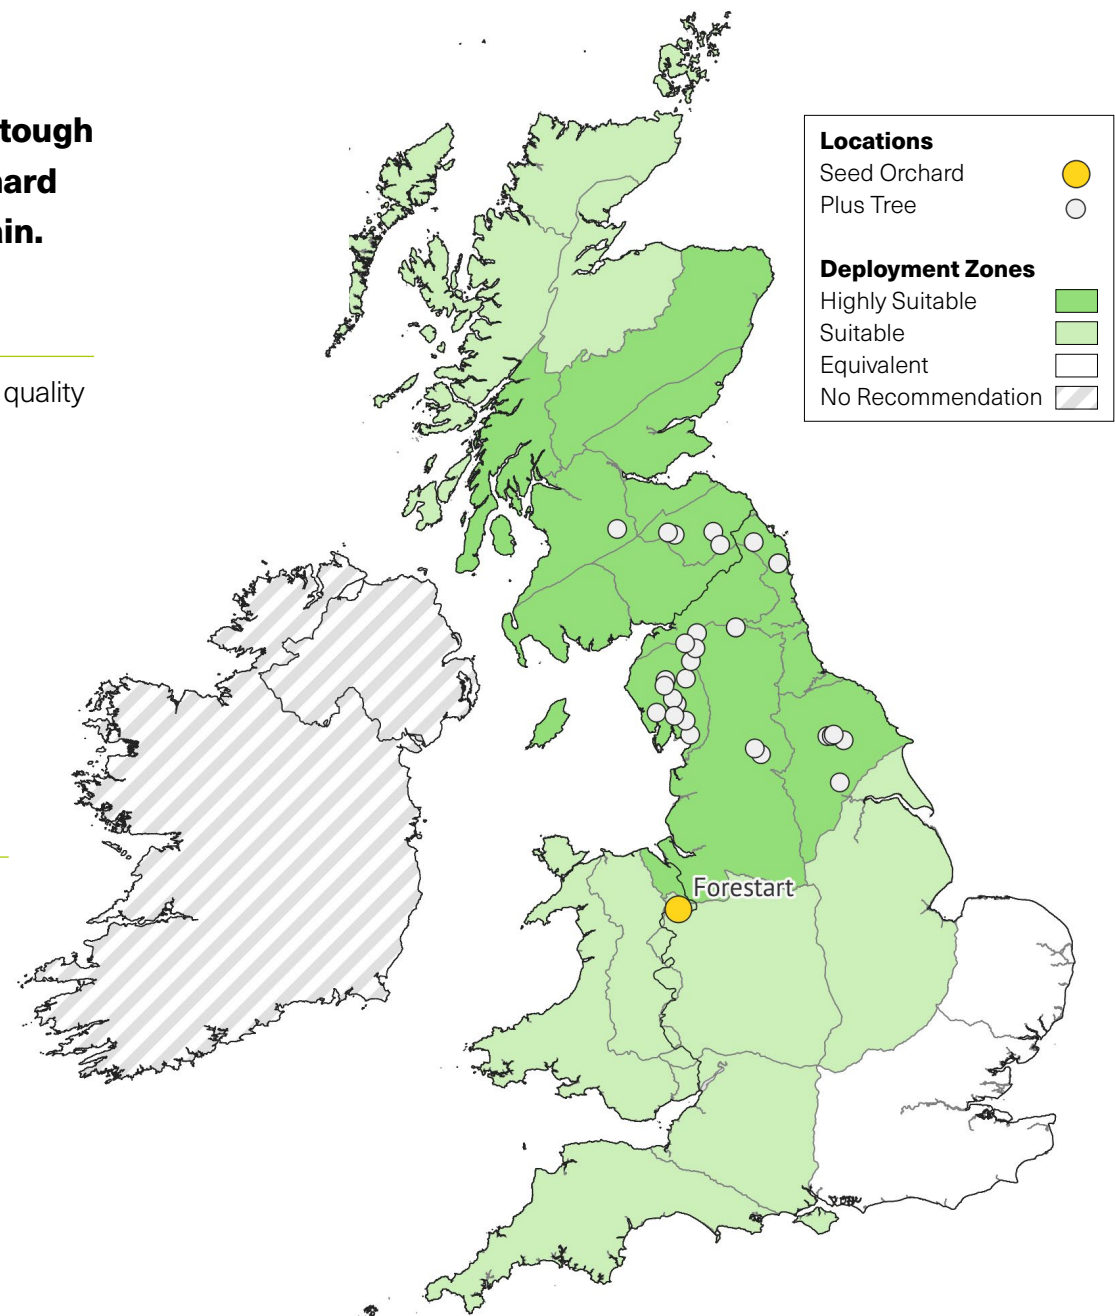 tough
ard
in.
quality
Locations
Seed Orchard
Plus Tree
Deployment Zones
Highly Suitable
Suitable
Equivalent
No Recommendation
Forestart